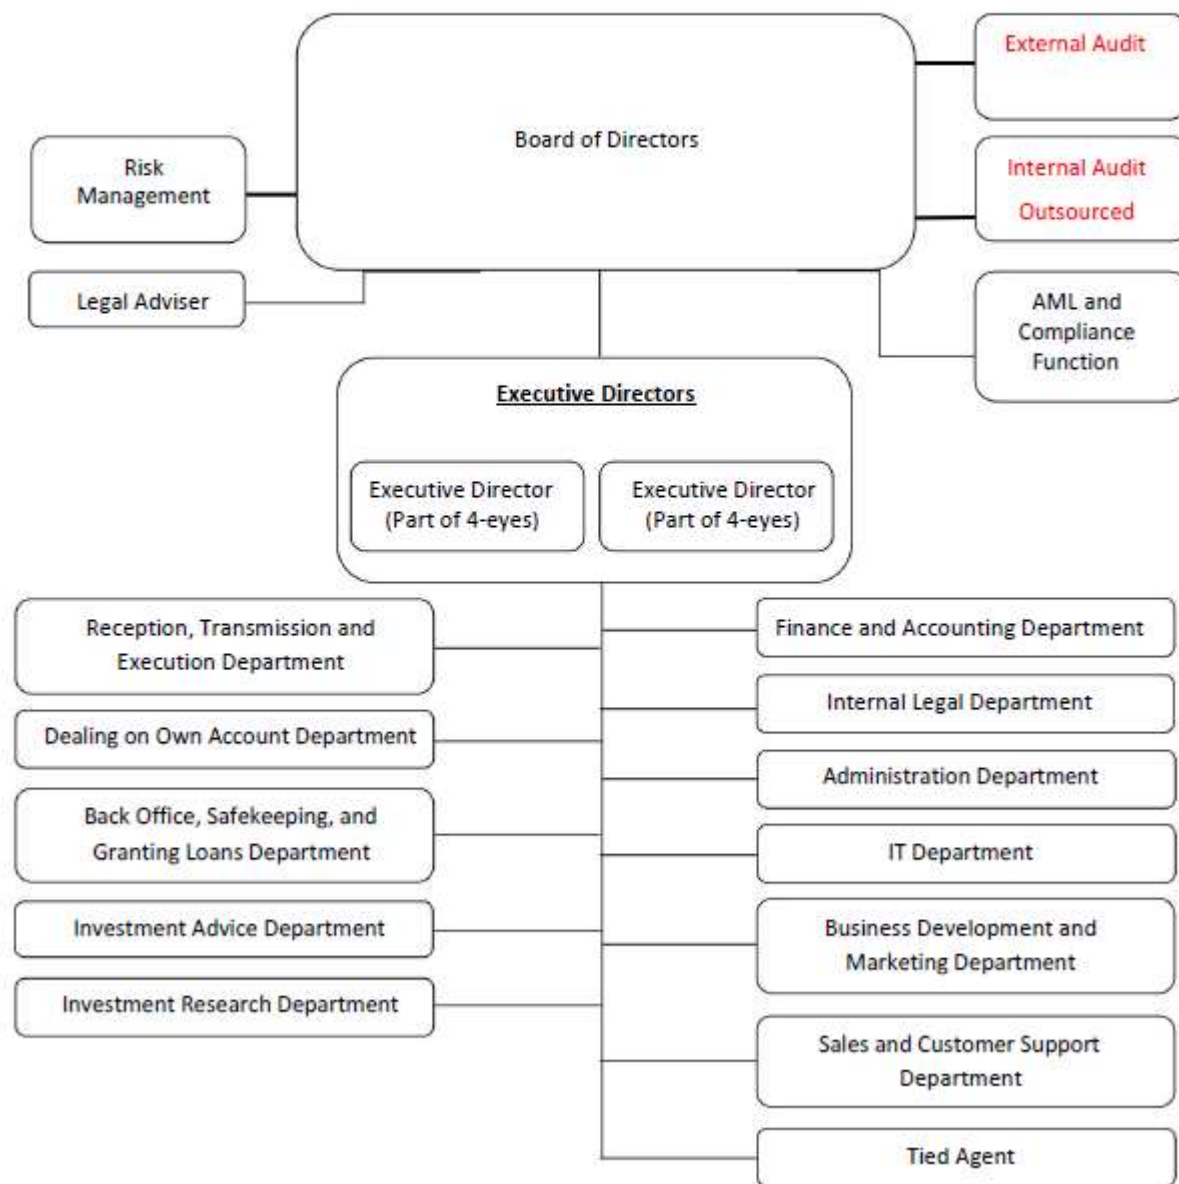 External Audit
Board of Directors
Risk
Management
Internal Audit
Outsourced
Legal Adviser
AML and
Compliance
Function
Executive Directors
Executive Director
(Part of 4-eyes)
Executive Director
(Part of 4-eyes)
Reception, Transmission and
Execution Department
Dealing on Own Account Department
Back Office, Safekeeping, and
Granting Loans Department
Investment Advice Department
Investment Research Department
Finance and Accounting Department
Internal Legal Department
Administration Department
IT Department
Business Development and
Marketing Department
Sales and Customer Support
Department
Tied Agent